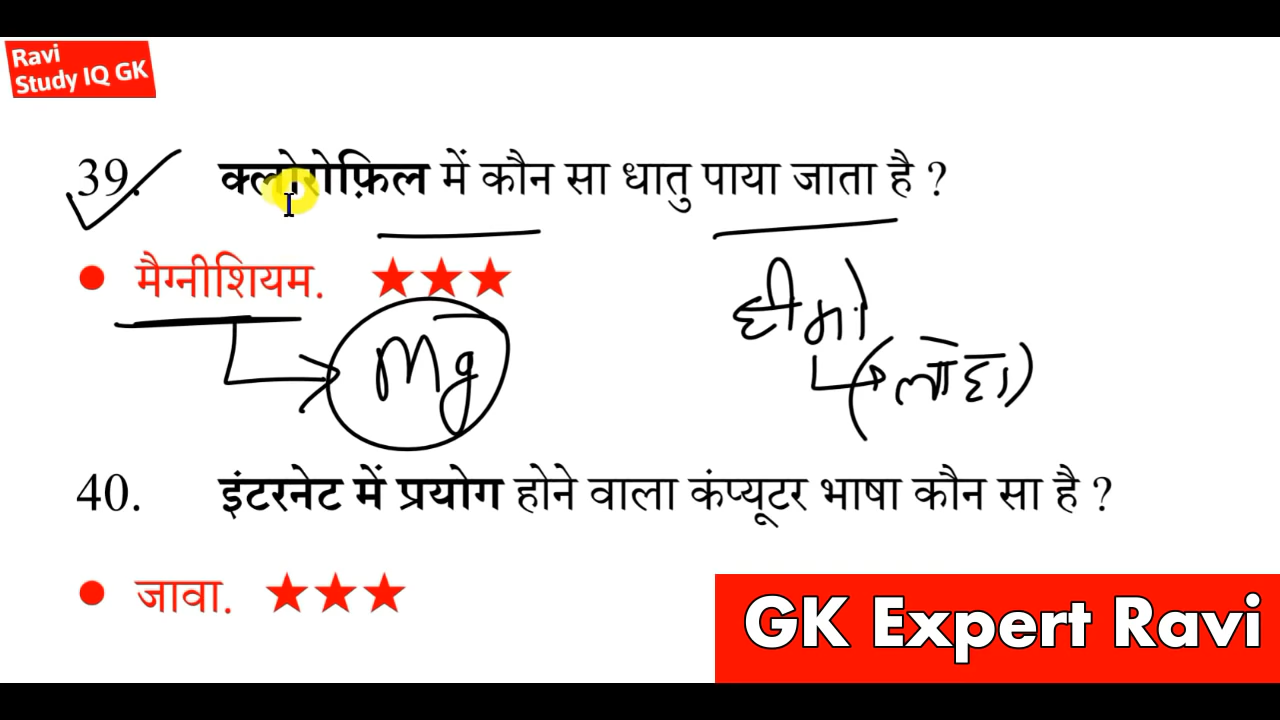 Ravi
Study IQ GK
39. क्लोरोफ़िल में कौन सा धातु पाया जाता है ?
• मैग्नीशियम. ★★★
Mg
हीमो
(लोहा)
40. इंटरनेट में प्रयोग होने वाला कंप्यूटर भाषा कौन सा है ?
• जावा. ★★★
GK Expert Ravi